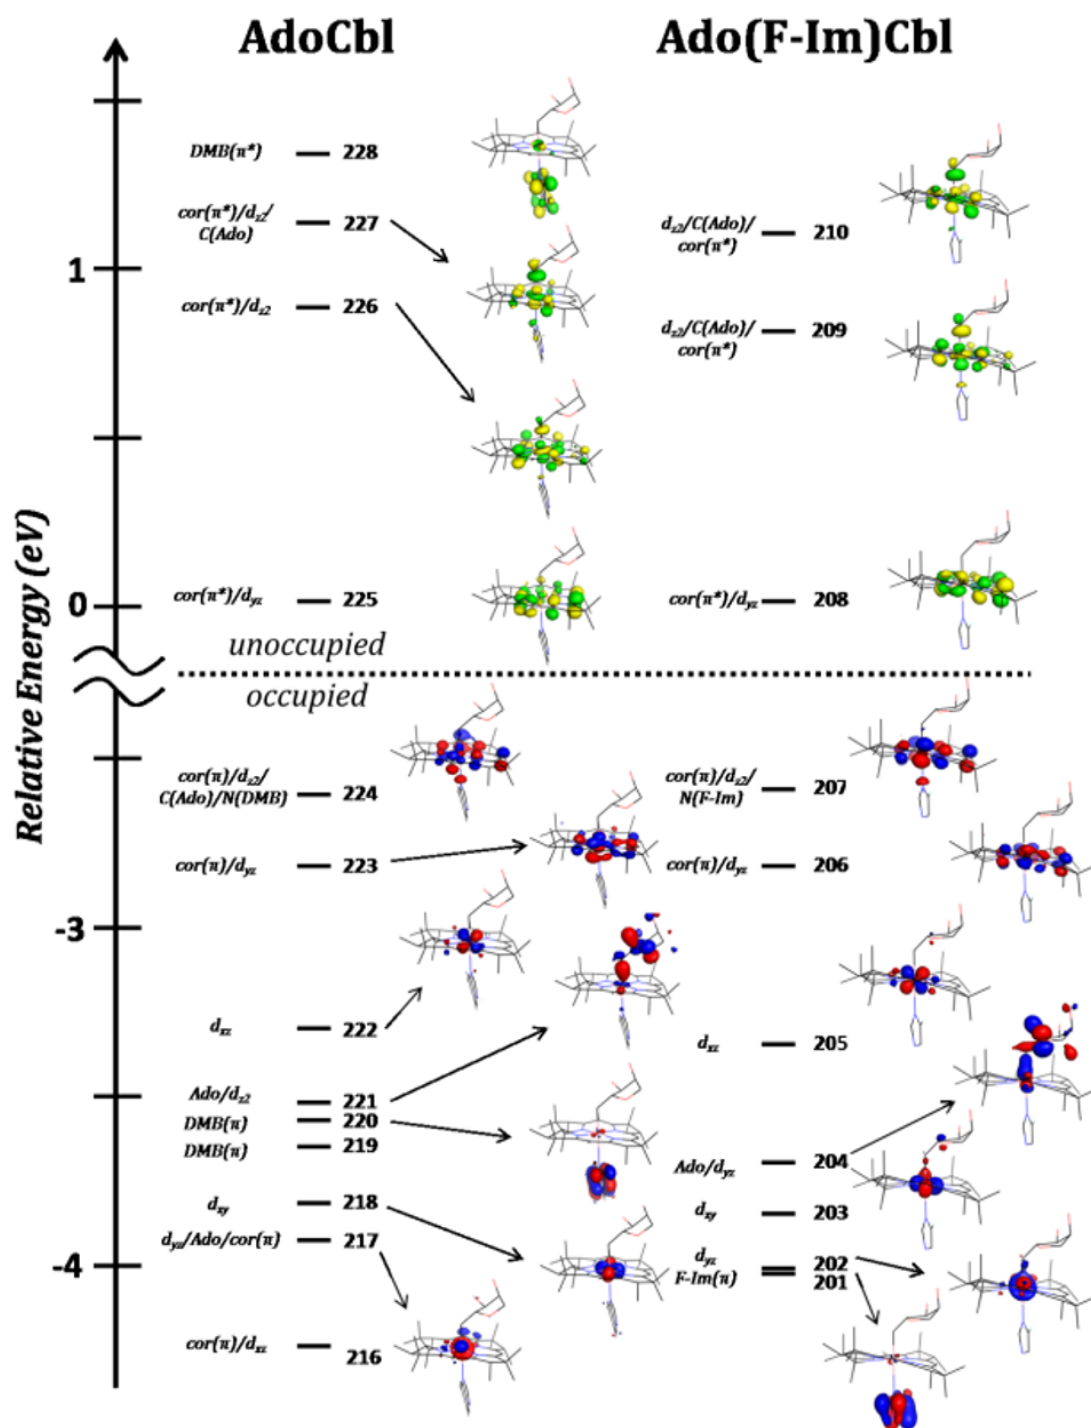 AdoCbl
Ado(F-Im)Cbl
Relative Energy (eV)
1
0
-3
-4
DMB(π*) 228
cor(π*)/dz2/
C(Ado) 227
cor(π*)/dz2 226
cor(π*)/dyz 225
unoccupied
occupied
cor(π)/dz2/
C(Ado)/N(DMB) 224
cor(π)/dyz 223
dxz 222
Ado/dz2 221
DMB(π) 220
DMB(π) 219
dxy 218
dyz/Ado/cor(π) 217
cor(π)/dxz 216
dz2/C(Ado)/
cor(π*) 210
dz2/C(Ado)/
cor(π*) 209
cor(π*)/dyz 208
cor(π)/dz2/
N(F-Im) 207
cor(π)/dyz 206
dxz 205
Ado/dyz 204
dxy 203
dyz 202
F-Im(π) 201